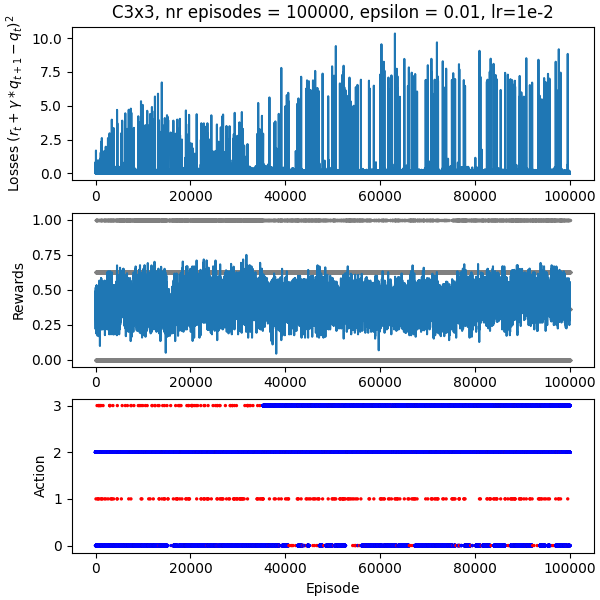 C3x3, nr episodes = 100000, epsilon = 0.01, lr=1e-2
Losses $(r_t + \gamma * q_{t+1} - q_t)^2$
10.0
7.5
5.0
2.5
0.0
0 20000 40000 60000 80000 100000
Rewards
1.00
0.75
0.50
0.25
0.00
0 20000 40000 60000 80000 100000
Action
3
2
1
0
0 20000 40000 60000 80000 100000
Episode